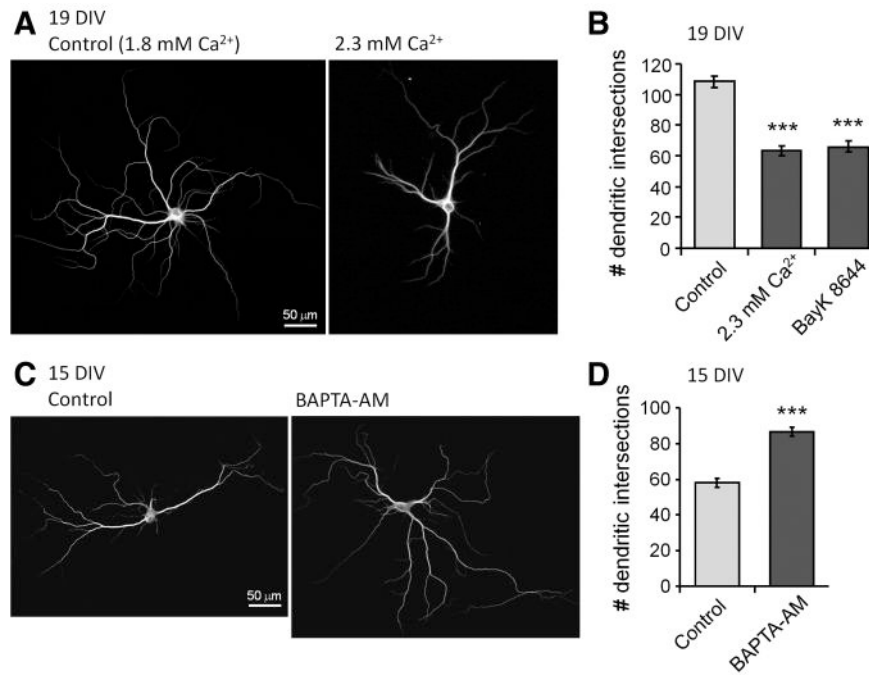 A
19 DIV
Control (1.8 mM Ca²⁺)
2.3 mM Ca²⁺
50 μm
B
19 DIV
# dendritic intersections
120
100
80
60
40
20
0
***
***
Control
2.3 mM Ca²⁺
BayK 8644
C
15 DIV
Control
BAPTA-AM
50 μm
D
15 DIV
# dendritic intersections
100
80
60
40
20
0
***
Control
BAPTA-AM